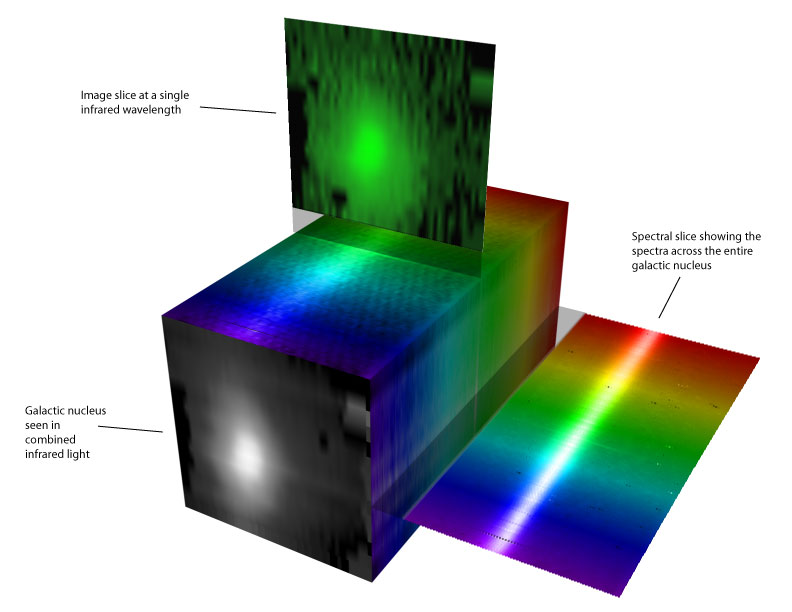 Image slice at a single
infrared wavelength
Spectral slice showing the
spectra across the entire
galactic nucleus
Galactic nucleus
seen in
combined
infrared light